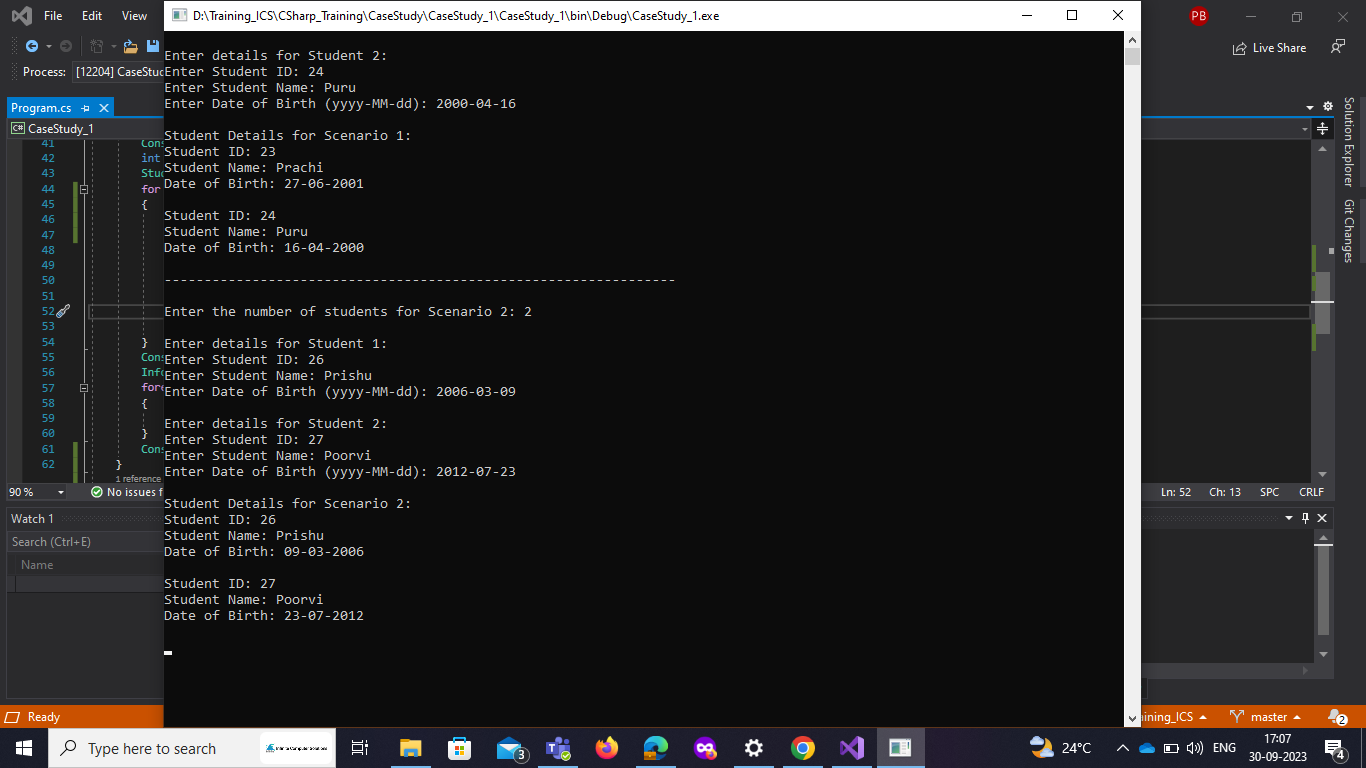 File Edit View
D:\Training_ICS\CSharp_Training\CaseStudy\CaseStudy_1\CaseStudy_1\bin\Debug\CaseStudy_1.exe
PB
Live Share
Process: [12204] CaseStud
Program.cs
C# CaseStudy_1
41 Cons
42 int
43 Stud
44 for
45 {
46
47
48
49
50
51
52
53
54 }
55 Cons
56 Info
57 fore
58 {
59
60 }
61 Cons
62 }
1 reference
90 % No issues f
Enter details for Student 2:
Enter Student ID: 24
Enter Student Name: Puru
Enter Date of Birth (yyyy-MM-dd): 2000-04-16
Student Details for Scenario 1:
Student ID: 23
Student Name: Prachi
Date of Birth: 27-06-2001
Student ID: 24
Student Name: Puru
Date of Birth: 16-04-2000
----------------------------------------------------------------
Enter the number of students for Scenario 2: 2
Enter details for Student 1:
Enter Student ID: 26
Enter Student Name: Prishu
Enter Date of Birth (yyyy-MM-dd): 2006-03-09
Enter details for Student 2:
Enter Student ID: 27
Enter Student Name: Poorvi
Enter Date of Birth (yyyy-MM-dd): 2012-07-23
Student Details for Scenario 2:
Student ID: 26
Student Name: Prishu
Date of Birth: 09-03-2006
Student ID: 27
Student Name: Poorvi
Date of Birth: 23-07-2012
Solution Explorer
Git Changes
Ln: 52 Ch: 13 SPC CRLF
Watch 1
Search (Ctrl+E)
Name
Ready
aining_ICS master 2
Type here to search
Infinite Computer Solutions
3
24°C
ENG
17:07
30-09-2023
4